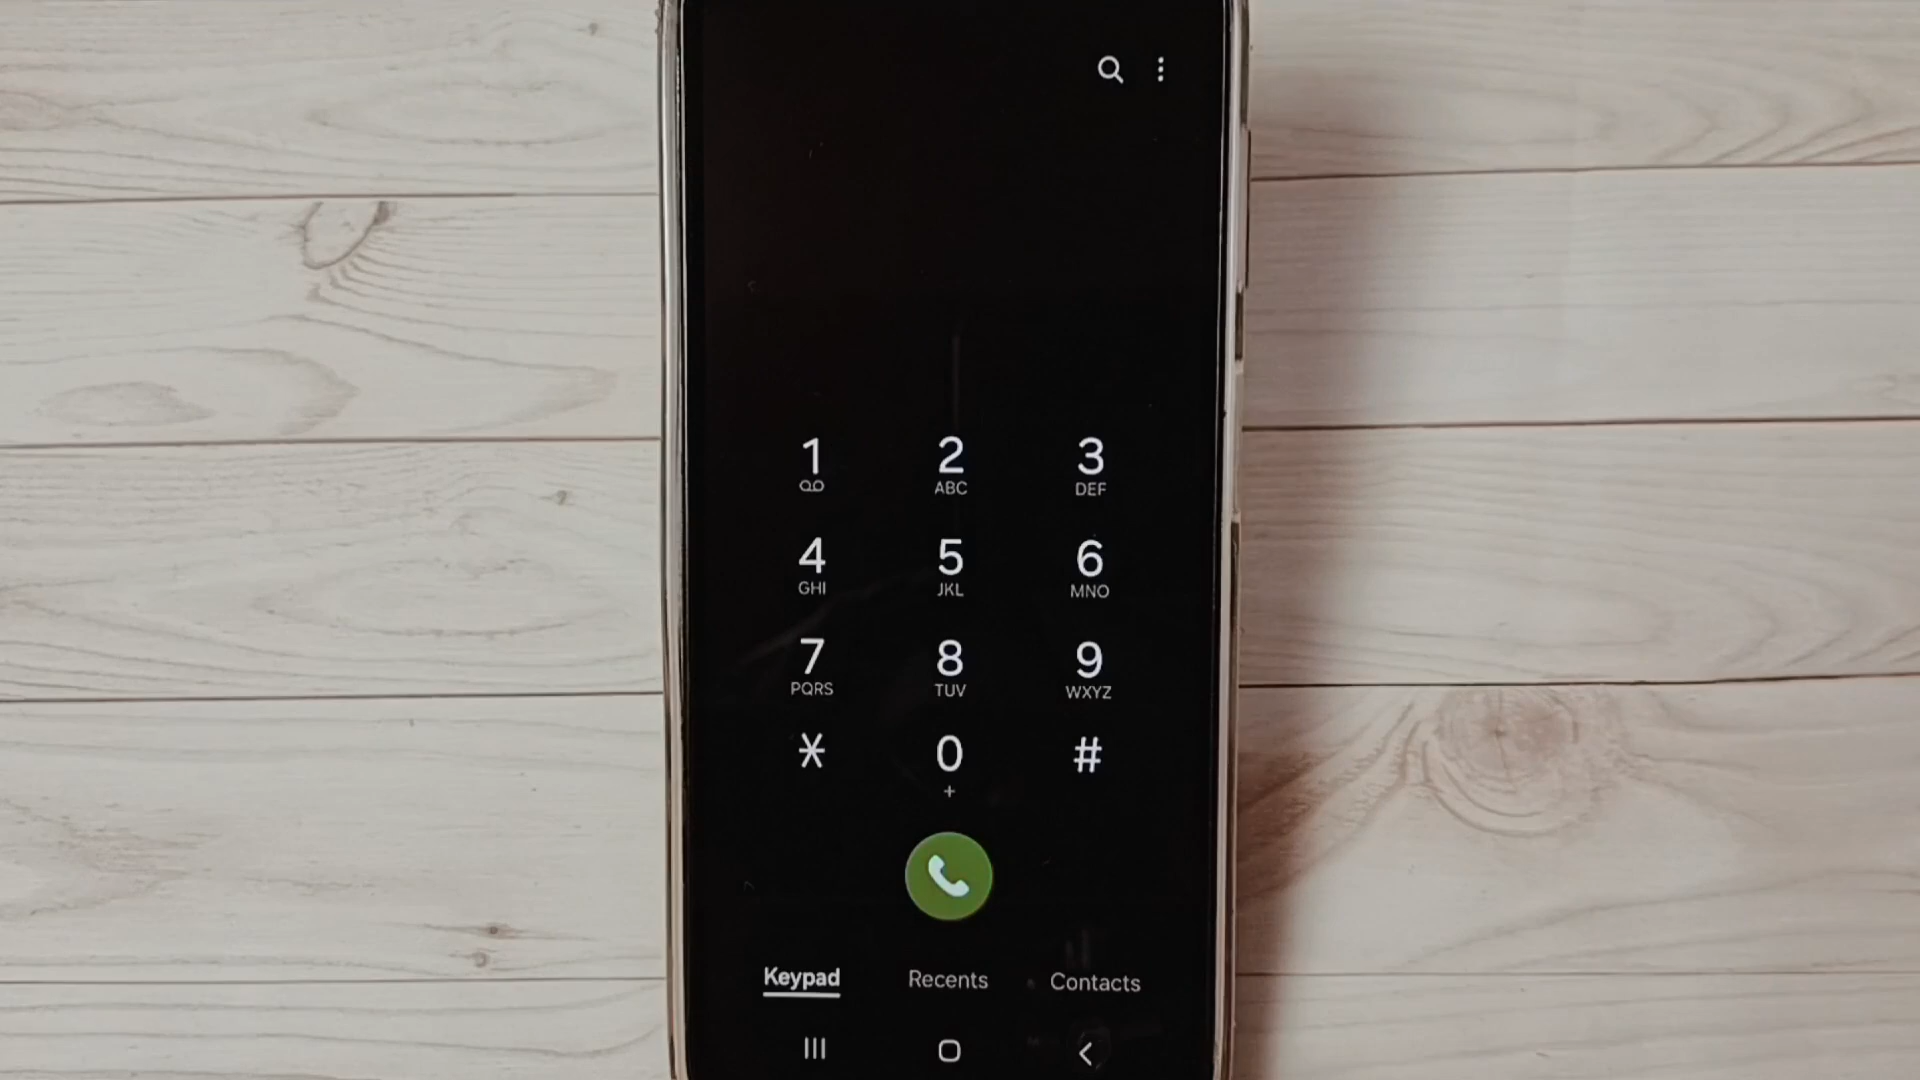 1 2 3
ABC DEF
4 5 6
GHI JKL MNO
7 8 9
PQRS TUV WXYZ
* 0 #
+
Keypad Recents Contacts